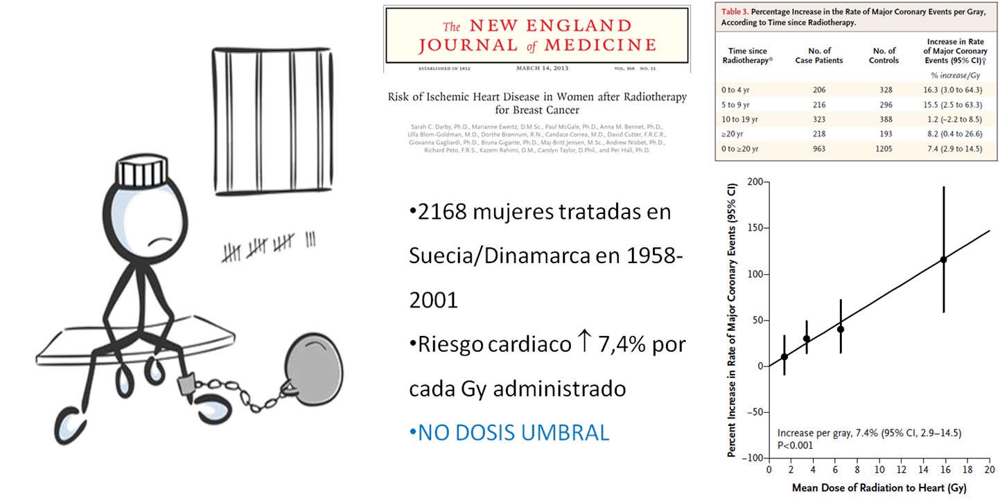 The NEW ENGLAND
JOURNAL of MEDICINE
ESTABLISHED IN 1812 MARCH 14, 2013 VOL. 368 NO. 11
Risk of Ischemic Heart Disease in Women after Radiotherapy
for Breast Cancer
Sarah C. Darby, Ph.D., Marianne Ewertz, D.M.Sc., Paul McGale, Ph.D., Anna M. Bennet, Ph.D.,
Ulla Blom-Goldman, M.D., Dorthe Brønnum, R.N., Candace Correa, M.D., David Cutter, F.R.C.R.,
Giovanna Gagliardi, Ph.D., Bruna Gigante, Ph.D., Maj-Britt Jensen, M.Sc., Andrew Nisbet, Ph.D.,
Richard Peto, F.R.S., Kazem Rahimi, D.M., Carolyn Taylor, D.Phil., and Per Hall, Ph.D.
•2168 mujeres tratadas en
Suecia/Dinamarca en 1958-
2001
•Riesgo cardiaco ↑ 7,4% por
cada Gy administrado
•NO DOSIS UMBRAL
Table 3. Percentage Increase in the Rate of Major Coronary Events per Gray,
According to Time since Radiotherapy.
Time since Radiotherapy☆ No. of Case Patients No. of Controls Increase in Rate of Major Coronary Events (95% CI)†
% increase/Gy
0 to 4 yr 206 328 16.3 (3.0 to 64.3)
5 to 9 yr 216 296 15.5 (2.5 to 63.3)
10 to 19 yr 323 388 1.2 (−2.2 to 8.5)
≥20 yr 218 193 8.2 (0.4 to 26.6)
0 to ≥20 yr 963 1205 7.4 (2.9 to 14.5)
Percent Increase in Rate of Major Coronary Events (95% CI)
200
150
100
50
0
−50
−100
Increase per gray, 7.4% (95% CI, 2.9–14.5)
P<0.001
0 2 4 6 8 10 12 14 16 18 20
Mean Dose of Radiation to Heart (Gy)